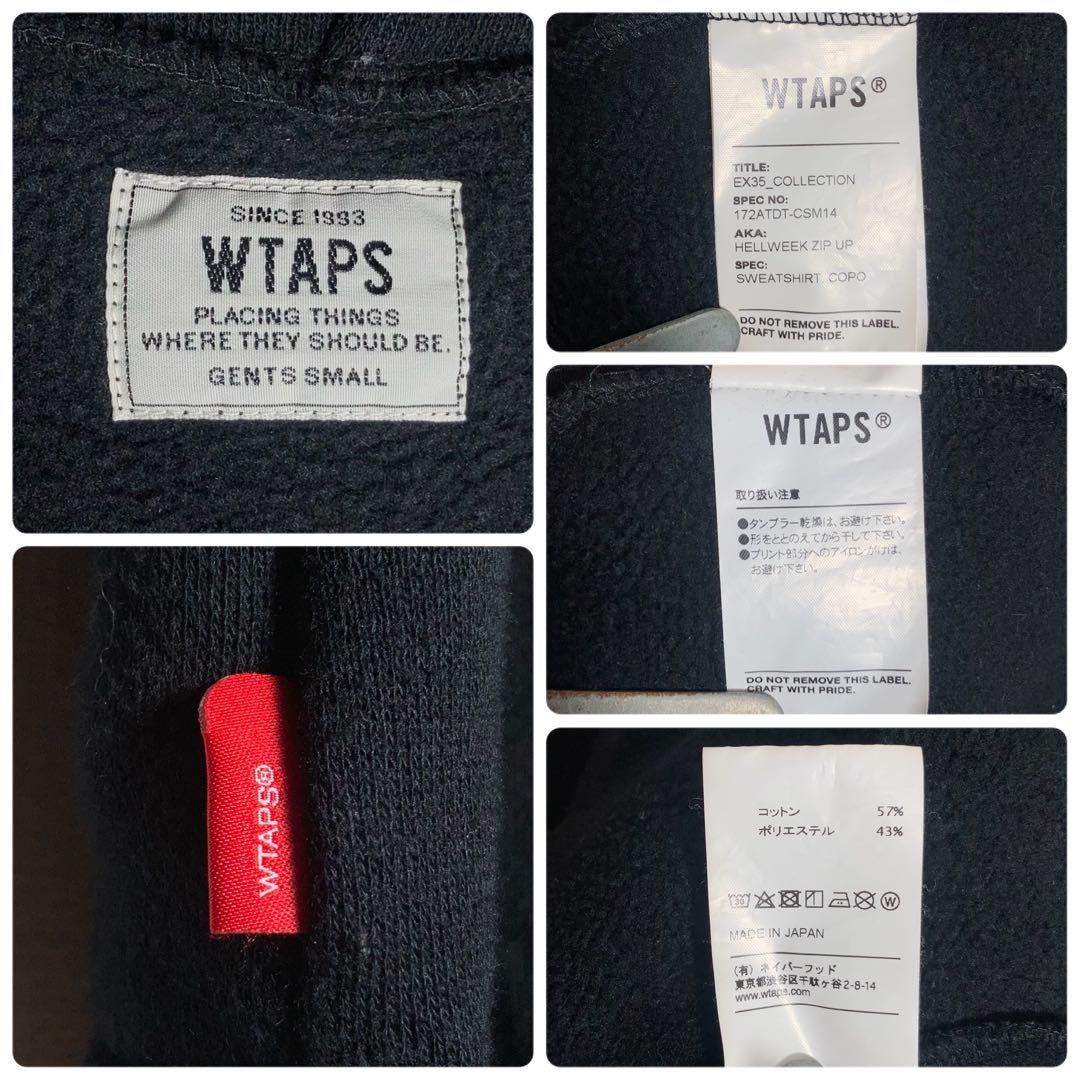 SINCE 1993
WTAPS
PLACING THINGS
WHERE THEY SHOULD BE.
GENTS SMALL
WTAPS®
TITLE:
EX35_COLLECTION
SPEC NO:
172ATDT-CSM14
AKA:
HELLWEEK ZIP UP
SPEC:
SWEATSHIRT. COPO
DO NOT REMOVE THIS LABEL.
CRAFT WITH PRIDE.
WTAPS®
取り扱い注意
●タンブラー乾燥は、お避け下さい。
●形をととのえてから干して下さい。
●プリント部分へのアイロンがけは、
お避け下さい。
DO NOT REMOVE THIS LABEL.
CRAFT WITH PRIDE.
WTAPS®
コットン 57%
ポリエステル 43%
30 W
MADE IN JAPAN
(有) ネイバーフッド
東京都渋谷区千駄ヶ谷2-8-14
www.wtaps.com